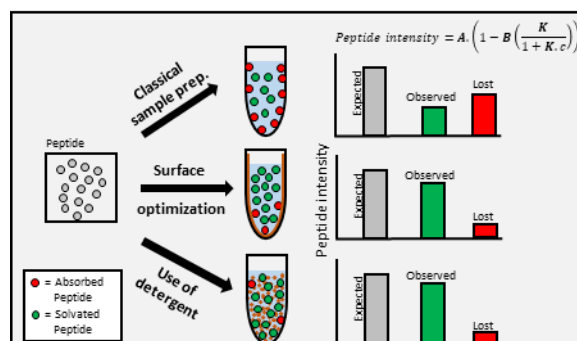 Peptide intensity = A.(1 − B(K / 1 + K.c))
Classical
sample prep.
Expected
Observed
Lost
Peptide
Surface
optimization
Peptide intensity
Expected
Observed
Lost
Use of
detergent
Expected
Observed
Lost
= Absorbed
Peptide
= Solvated
Peptide